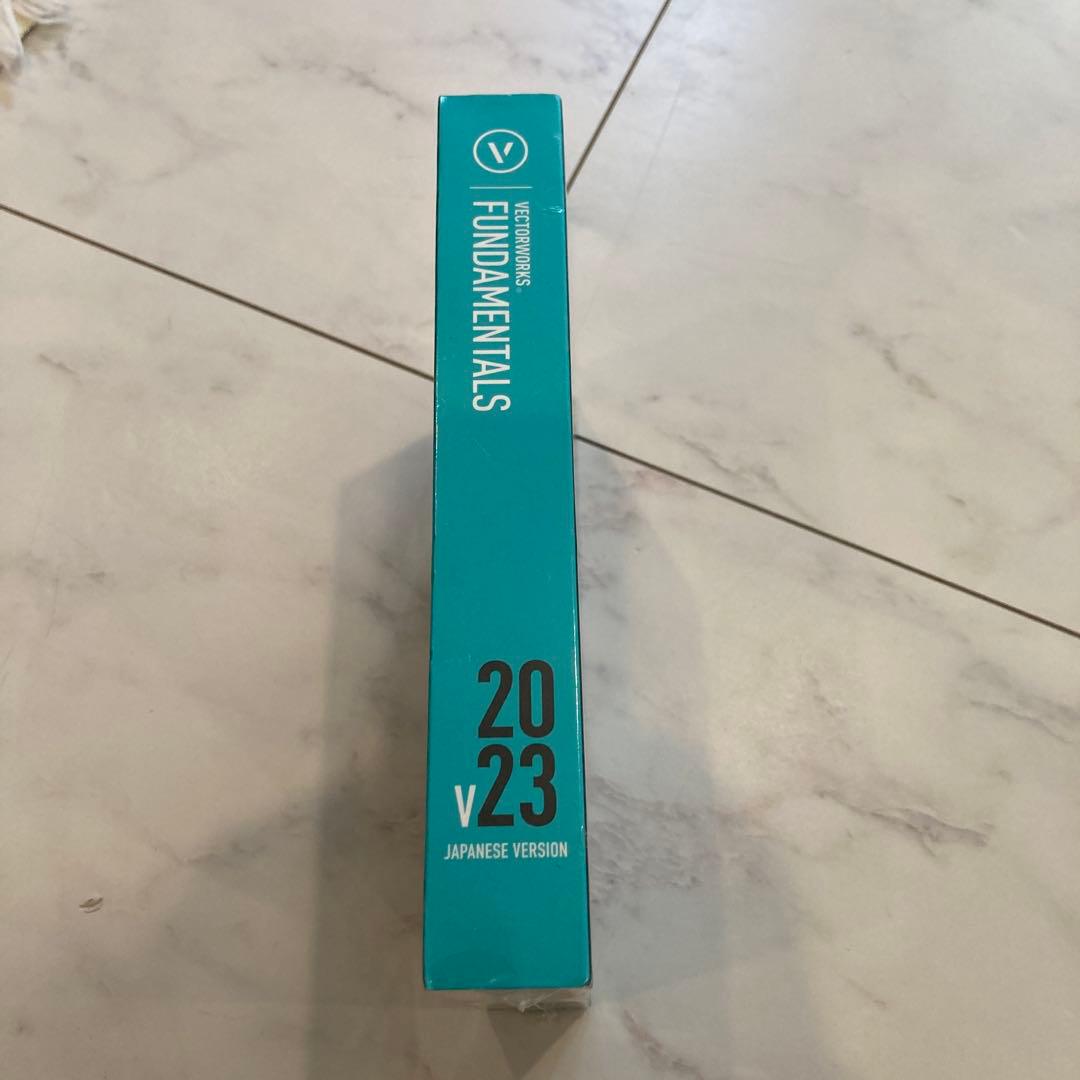 V
VECTORWORKS®
FUNDAMENTALS
20
V23
JAPANESE VERSION